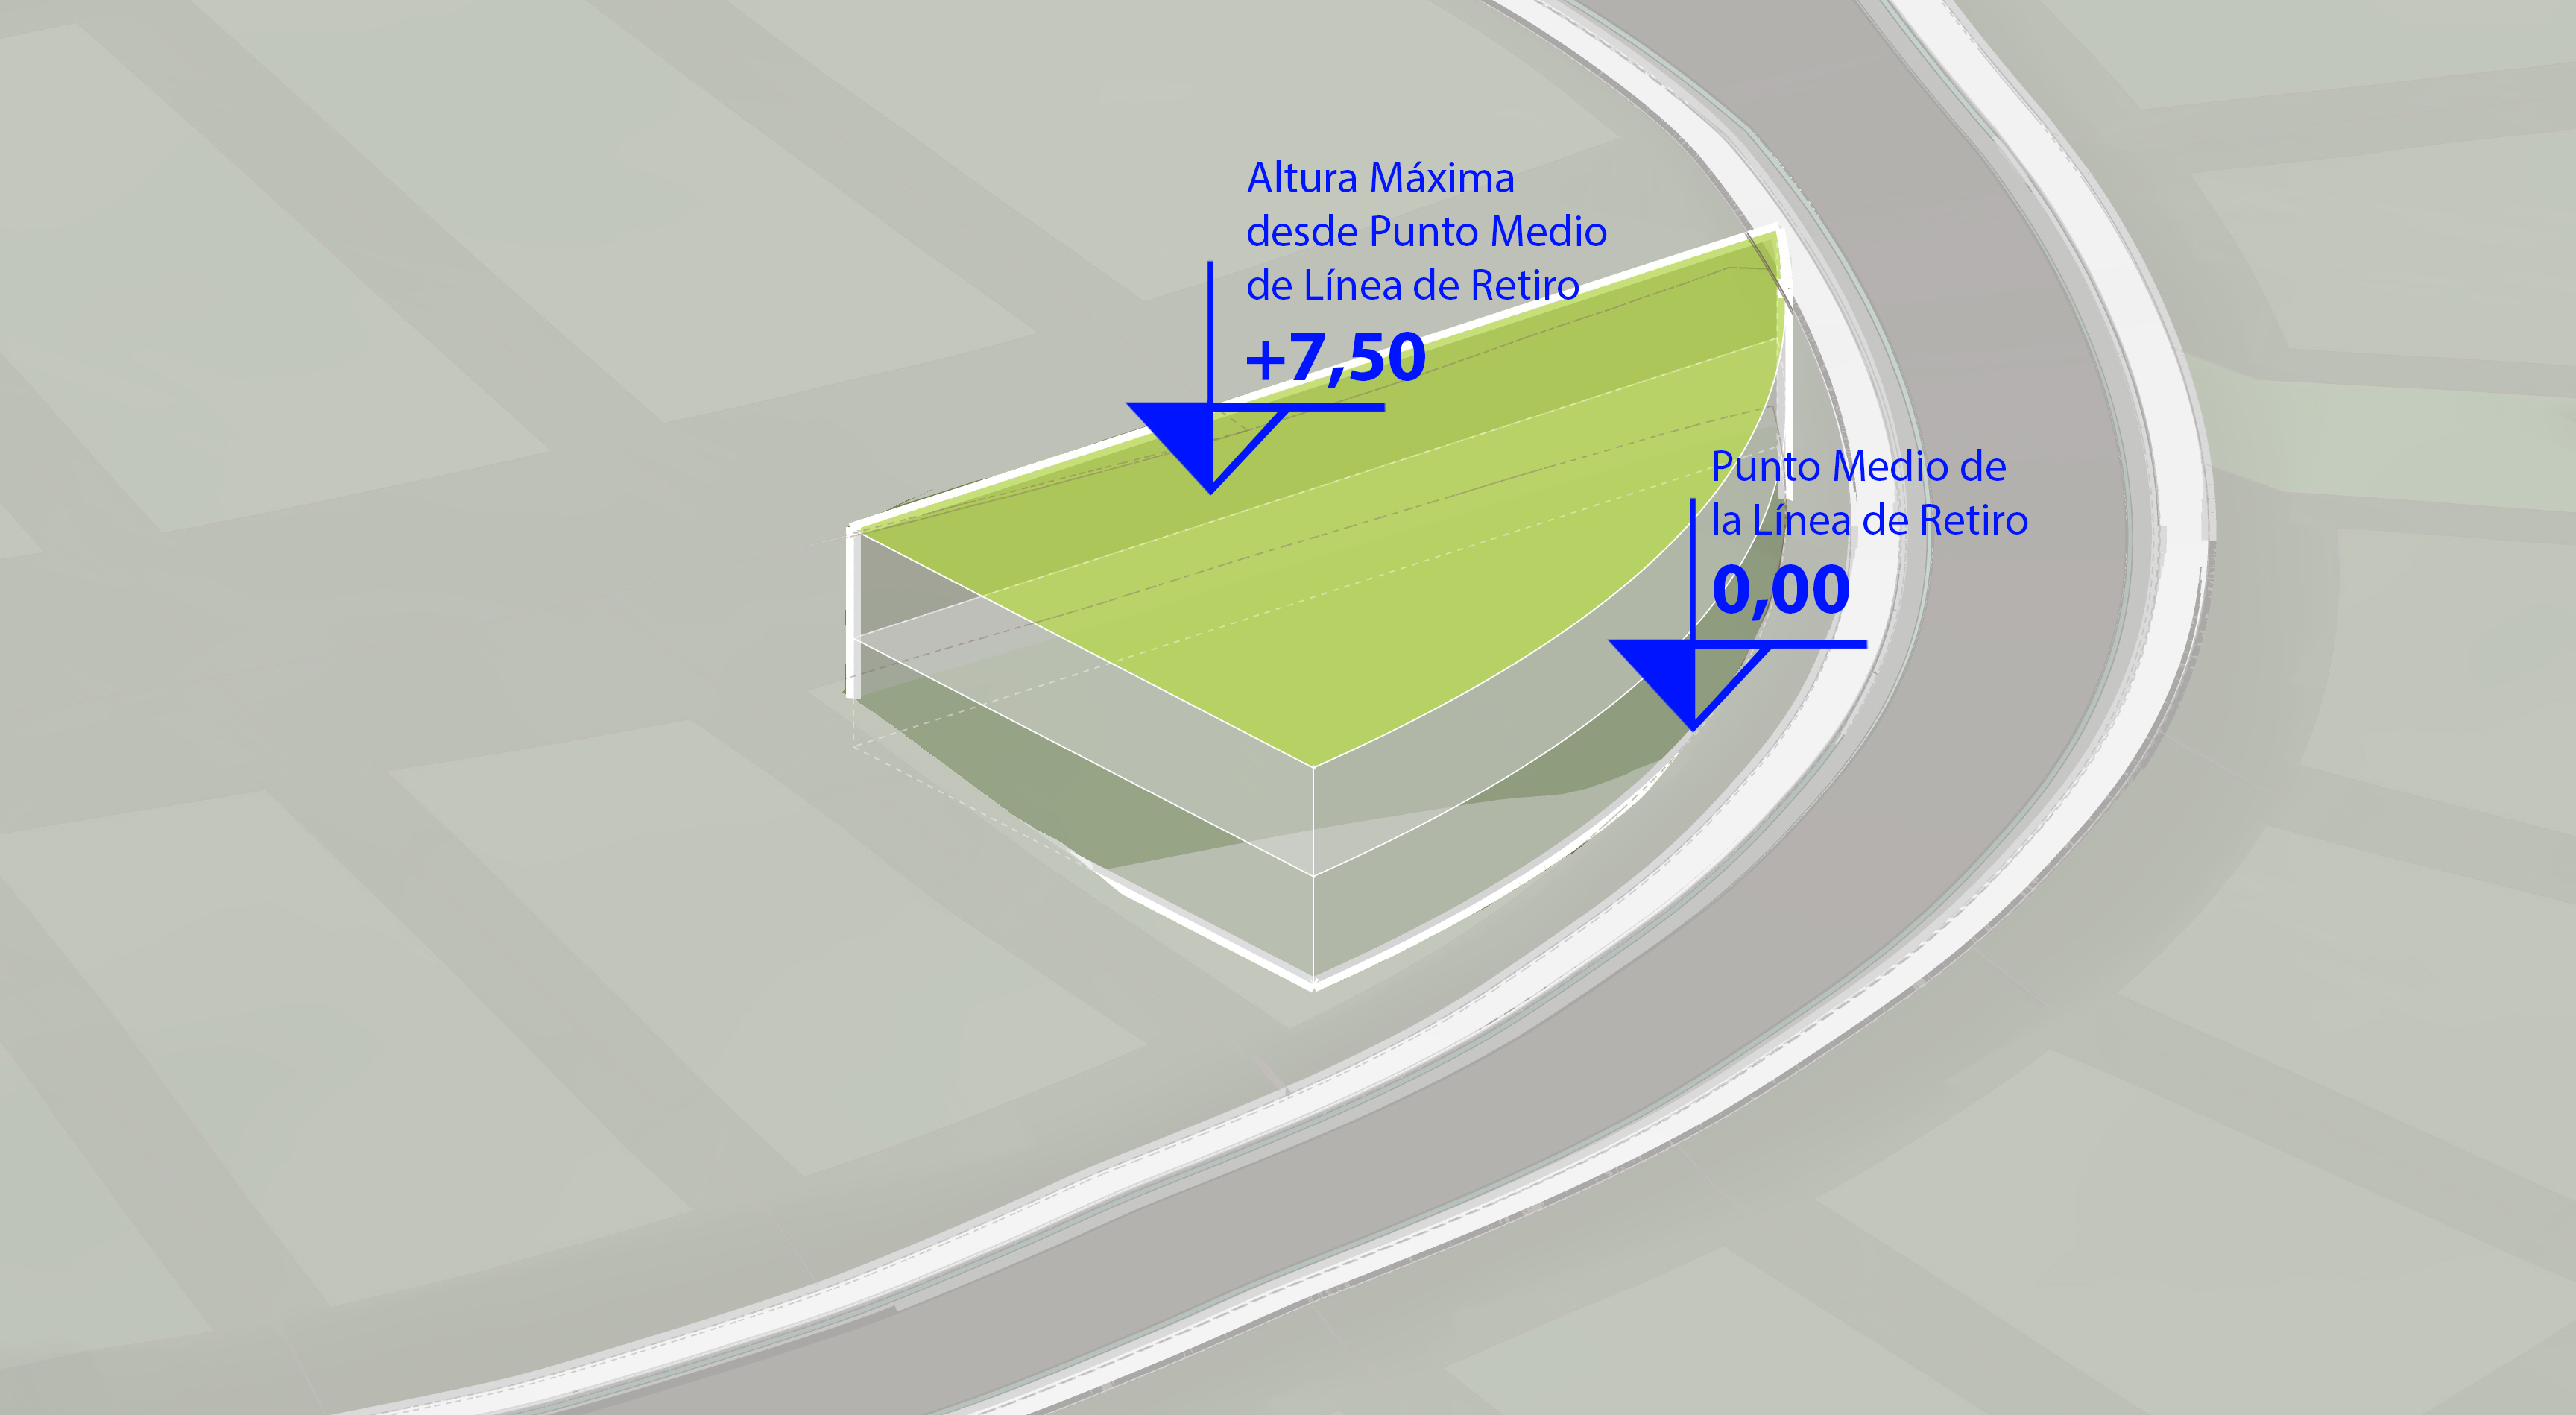 Altura Máxima
desde Punto Medio
de Línea de Retiro
+7,50
Punto Medio de
la Línea de Retiro
0,00